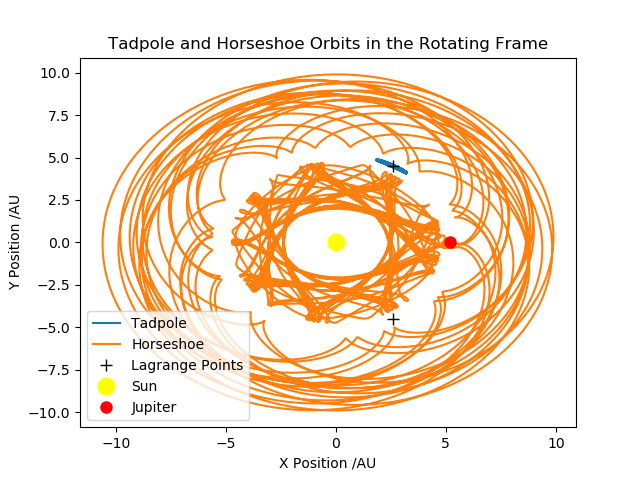 Tadpole and Horseshoe Orbits in the Rotating Frame
10.0
7.5
5.0
2.5
0.0
−2.5
−5.0
−7.5
−10.0
Y Position /AU
Tadpole
Horseshoe
Lagrange Points
Sun
Jupiter
−10
−5
0
5
10
X Position /AU